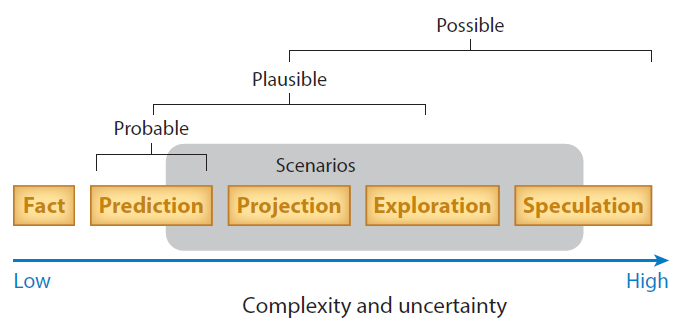 Possible
Plausible
Probable
Scenarios
Fact Prediction Projection Exploration Speculation
Low High
Complexity and uncertainty